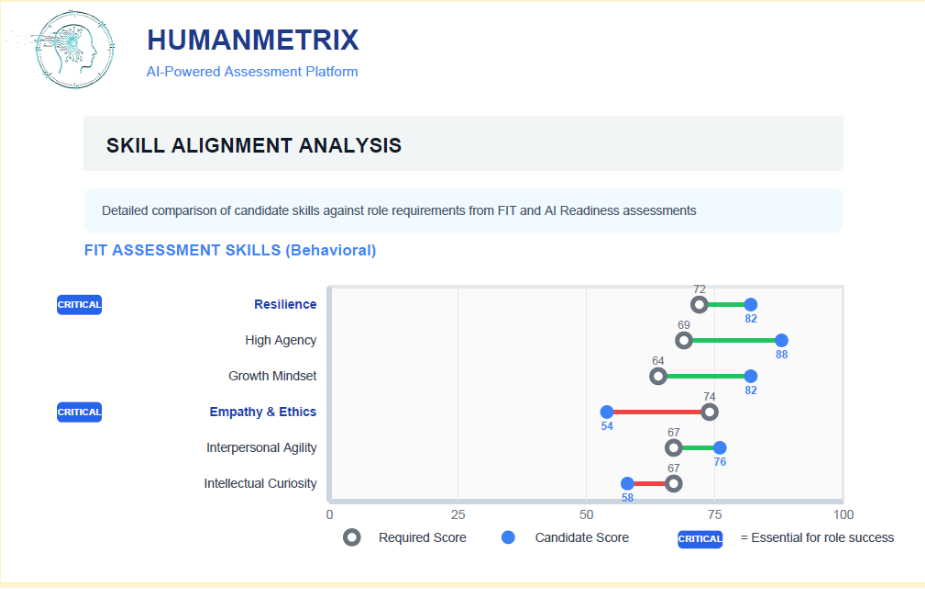 HUMANMETRIX
AI-Powered Assessment Platform
SKILL ALIGNMENT ANALYSIS
Detailed comparison of candidate skills against role requirements from FIT and AI Readiness assessments
FIT ASSESSMENT SKILLS (Behavioral)
CRITICAL Resilience 72 82
High Agency 69 88
Growth Mindset 64 82
CRITICAL Empathy & Ethics 74 54
Interpersonal Agility 67 76
Intellectual Curiosity 67 58
0 25 50 75 100
Required Score Candidate Score CRITICAL = Essential for role success